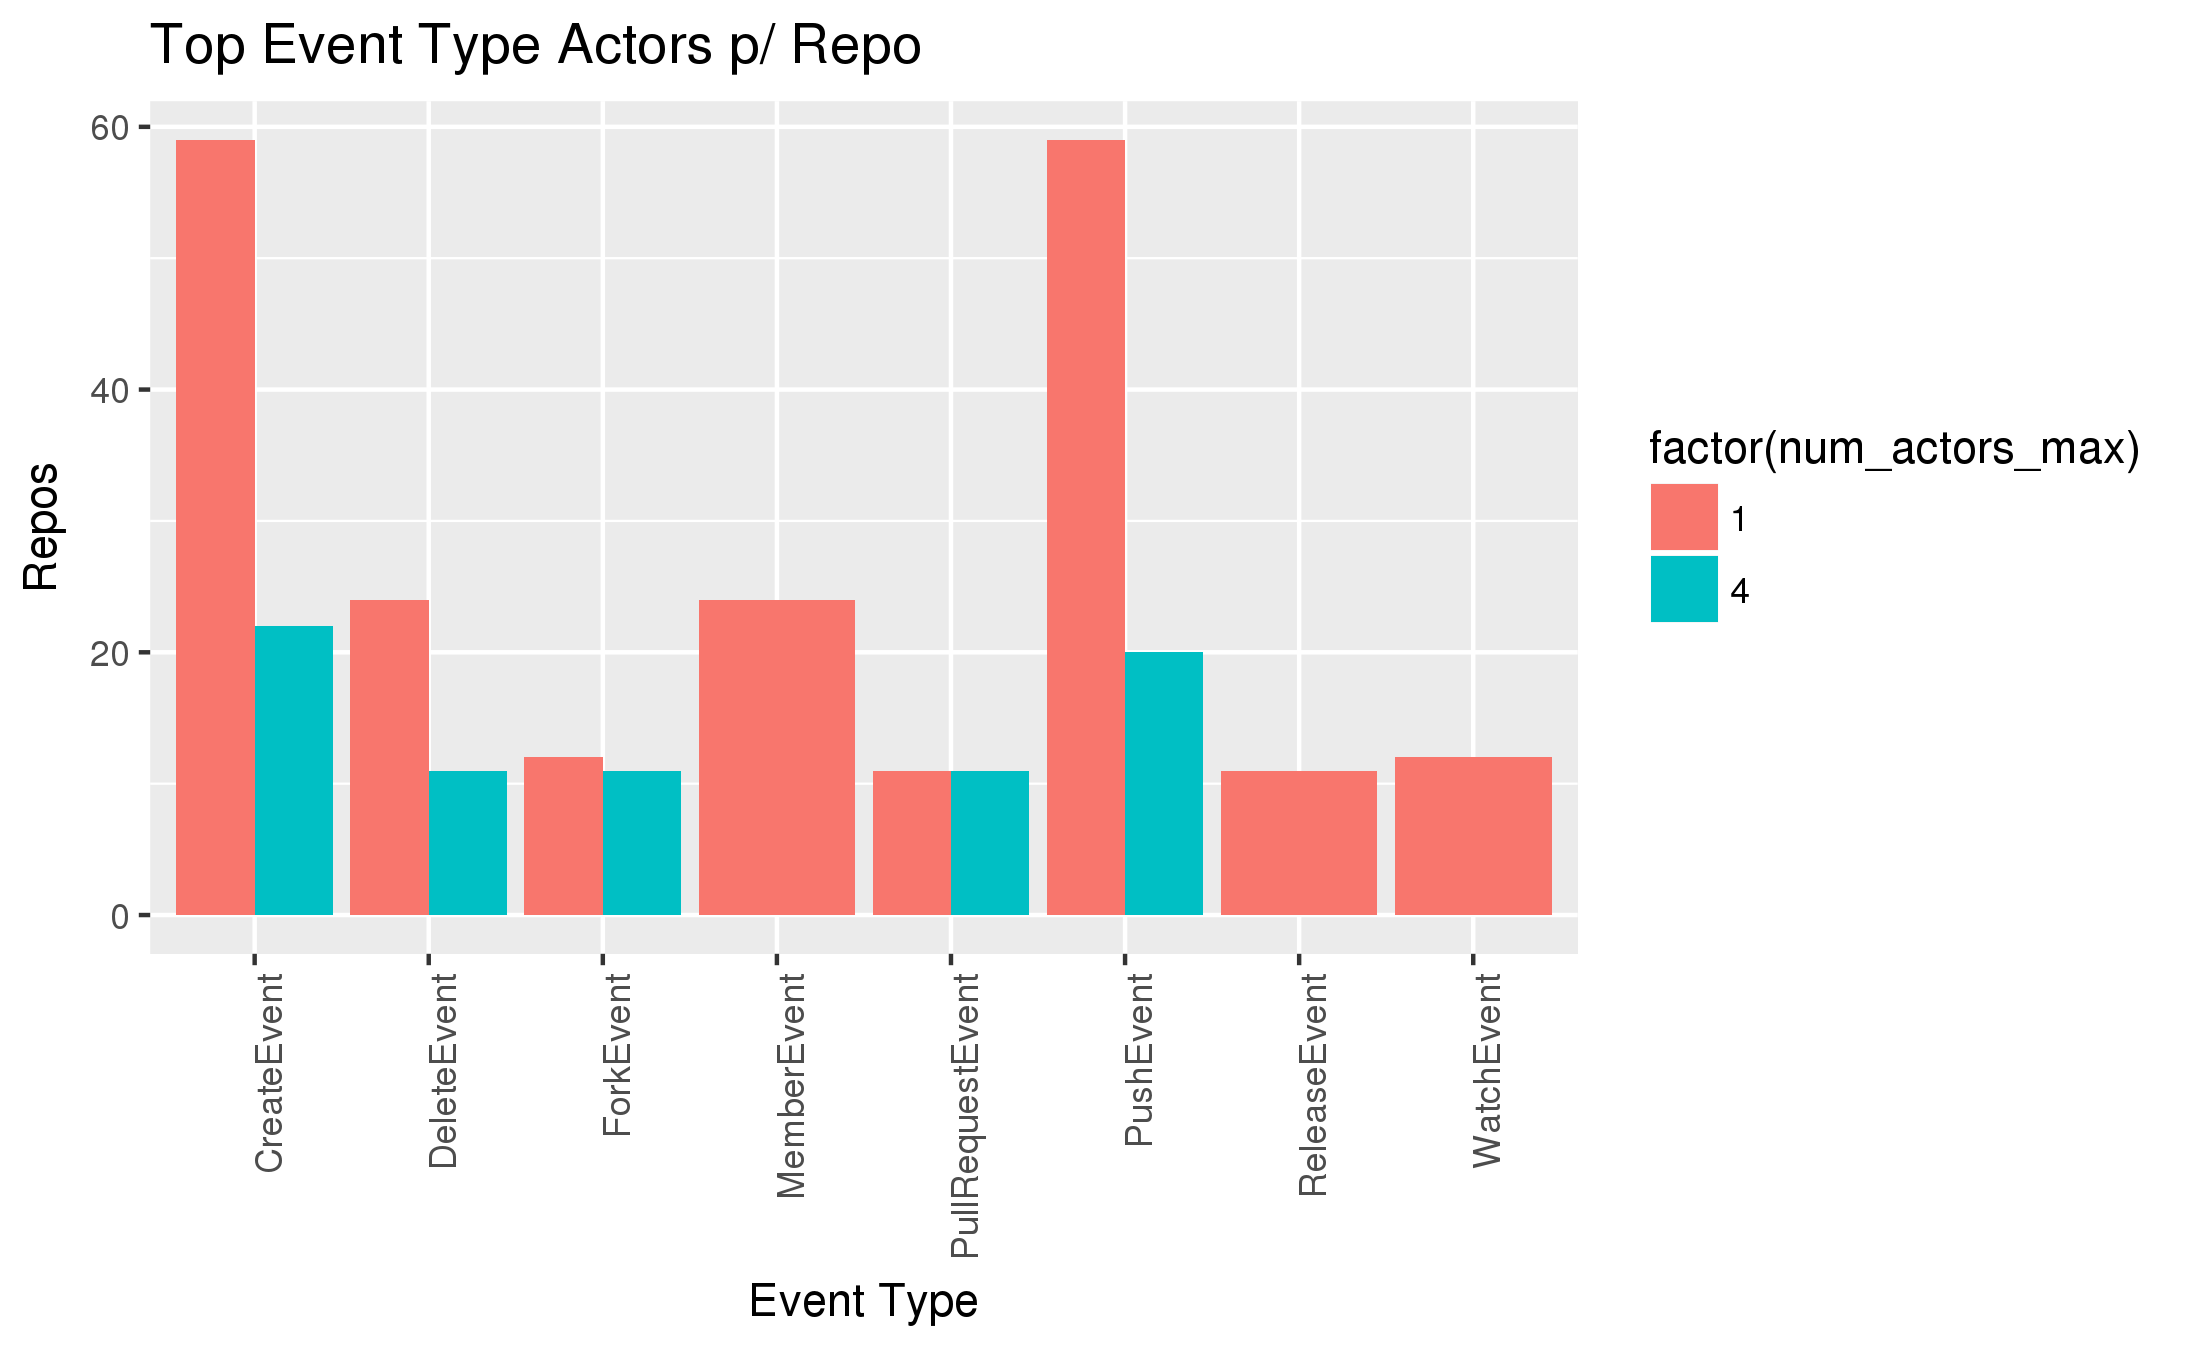 Top Event Type Actors p/ Repo
60
40
20
0
Repos
CreateEvent
DeleteEvent
ForkEvent
MemberEvent
PullRequestEvent
PushEvent
ReleaseEvent
WatchEvent
Event Type
factor(num_actors_max)
1
4